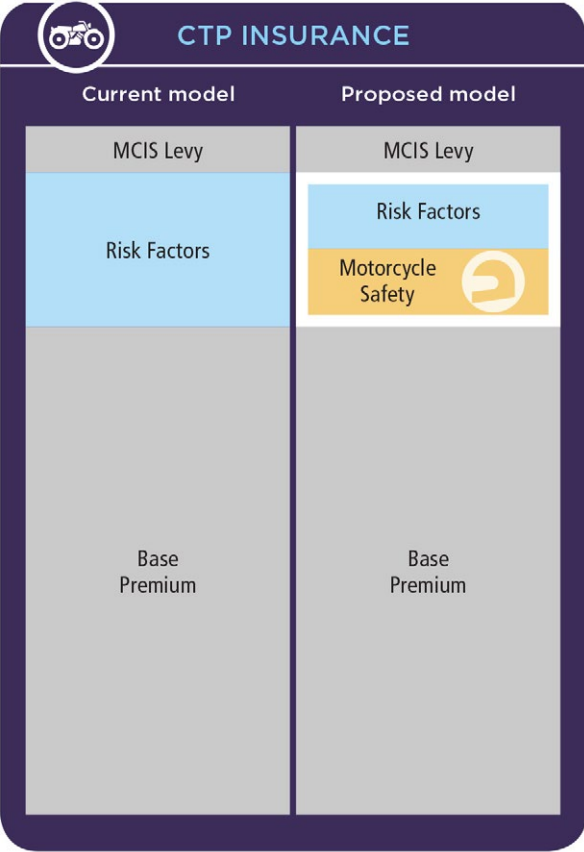 CTP INSURANCE
Current model
Proposed model
MCIS Levy
MCIS Levy
Risk Factors
Risk Factors
Motorcycle
Safety
Base
Premium
Base
Premium